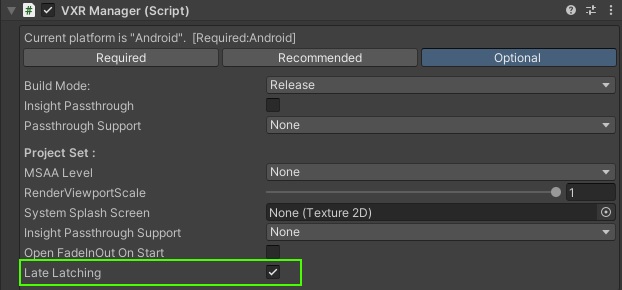 VXR Manager (Script)
Current platform is "Android". [Required:Android]
Required Recommended Optional
Build Mode: Release
Insight Passthrough
Passthrough Support None
Project Set :
MSAA Level None
RenderViewportScale 1
System Splash Screen None (Texture 2D)
Insight Passthrough Support None
Open FadeInOut On Start
Late Latching